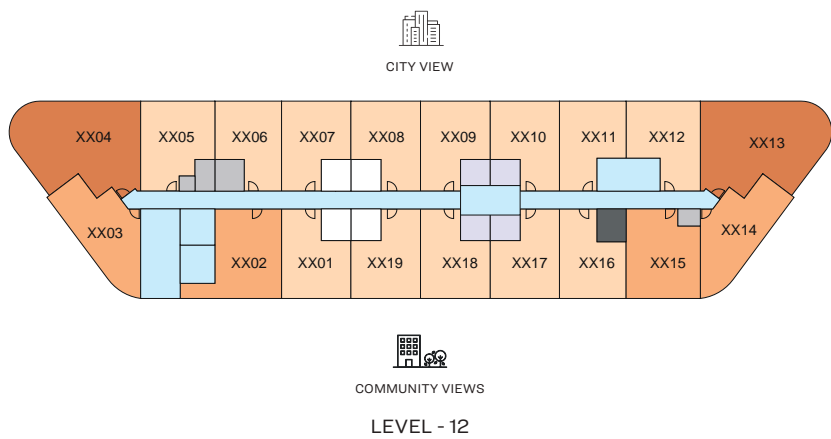 CITY VIEW
XX04
XX05
XX06
XX07
XX08
XX09
XX10
XX11
XX12
XX13
XX03
XX02
XX01
XX19
XX18
XX17
XX16
XX15
XX14
COMMUNITY VIEWS
LEVEL - 12